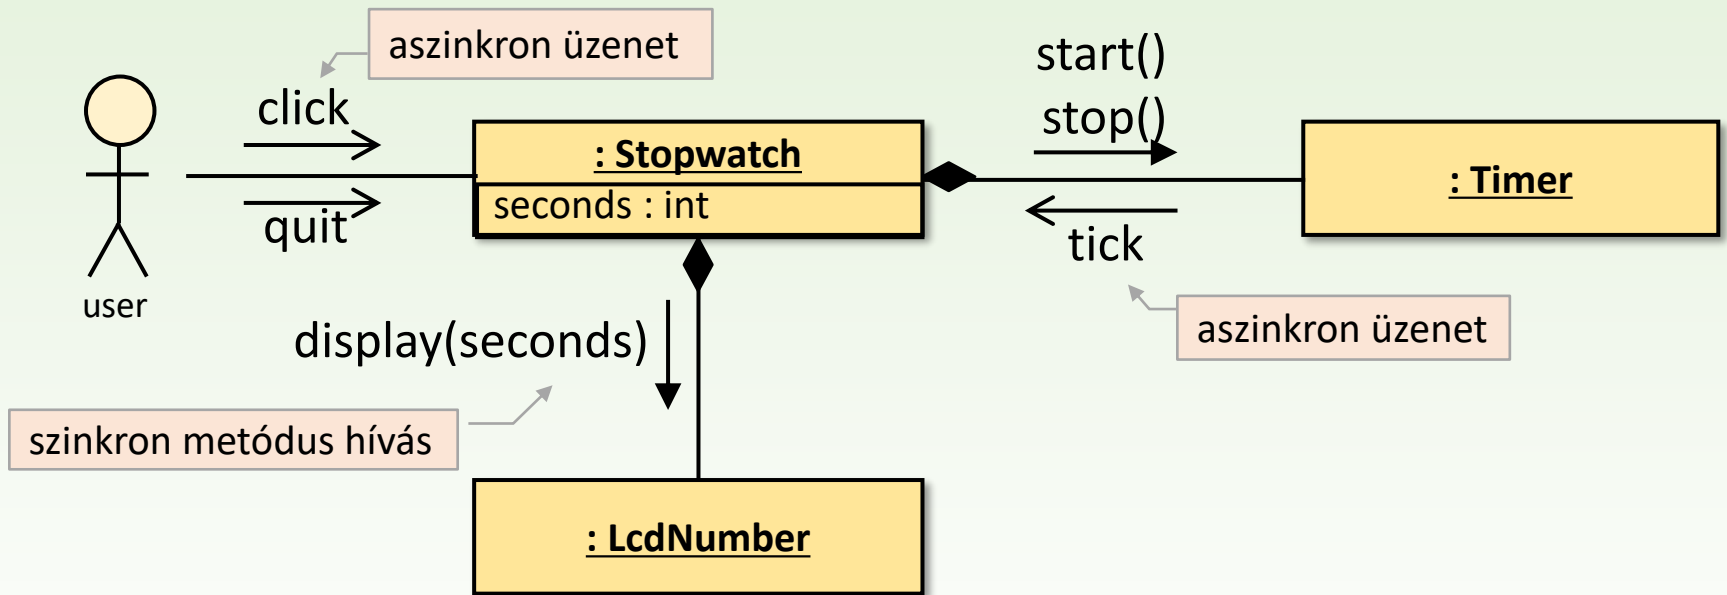 aszinkron üzenet
start()
click
stop()
: Stopwatch
: Timer
seconds : int
quit
tick
user
display(seconds)
aszinkron üzenet
szinkron metódus hívás
: LcdNumber